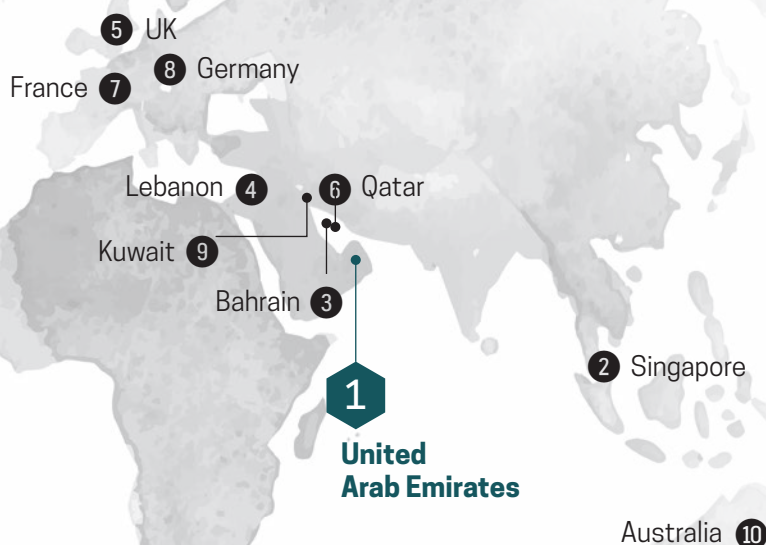 5 UK
8 Germany
France 7
Lebanon 4
6 Qatar
Kuwait 9
Bahrain 3
2 Singapore
1
United
Arab Emirates
Australia 10